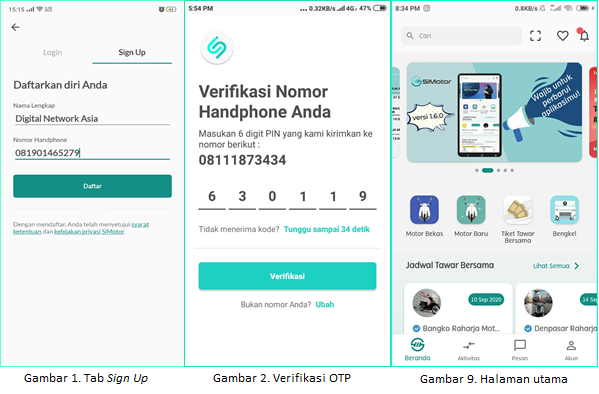 15:15
Login
Sign Up
Daftarkan diri Anda
Nama Lengkap
Digital Network Asia
Nomor Handphone
081901465279
Daftar
Dengan mendaftar, Anda telah menyetujui syarat
ketentuan dan kebijakan privasi SiMotor
Gambar 1. Tab Sign Up
5:54 PM
0.32KB/s 4G 47%
Verifikasi Nomor
Handphone Anda
Masukan 6 digit PIN yang kami kirimkan ke
nomor berikut :
08111873434
6 3 0 1 1 9
Tidak menerima kode? Tunggu sampai 34 detik
Verifikasi
Bukan nomor Anda? Ubah
Gambar 2. Verifikasi OTP
8:34 PM
0.8KB/s
Cari
SiMotor
versi 1.6.0
Wajib untuk
perbarui
aplikasimu!
Motor Bekas
Motor Baru
Tiket Tawar
Bersama
Bengkel
Jadwal Tawar Bersama
Lihat Semua
10 Sep 2020
14 Se
Bangko Raharja Mot...
Denpasar Raharja
Beranda
Aktivitas
Pesan
Akun
Gambar 9. Halaman utama